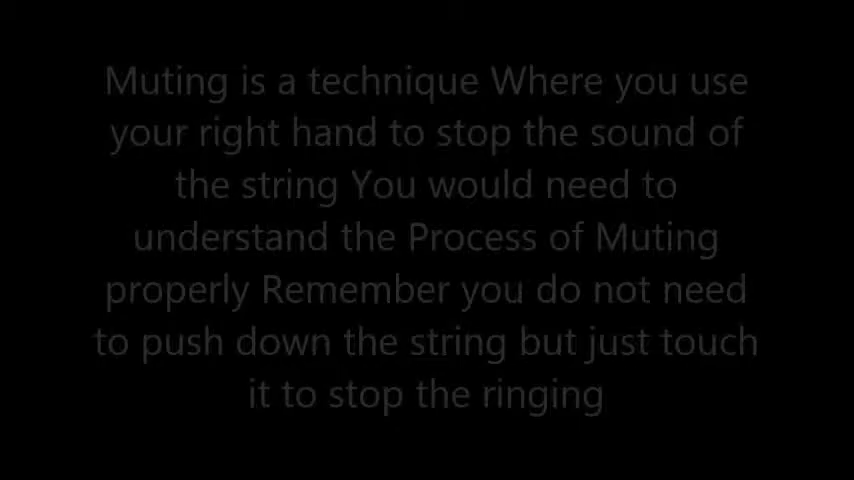 Muting is a technique Where you use
your right hand to stop the sound of
the string You would need to
understand the Process of Muting
properly Remember you do not need
to push down the string but just touch
it to stop the ringing